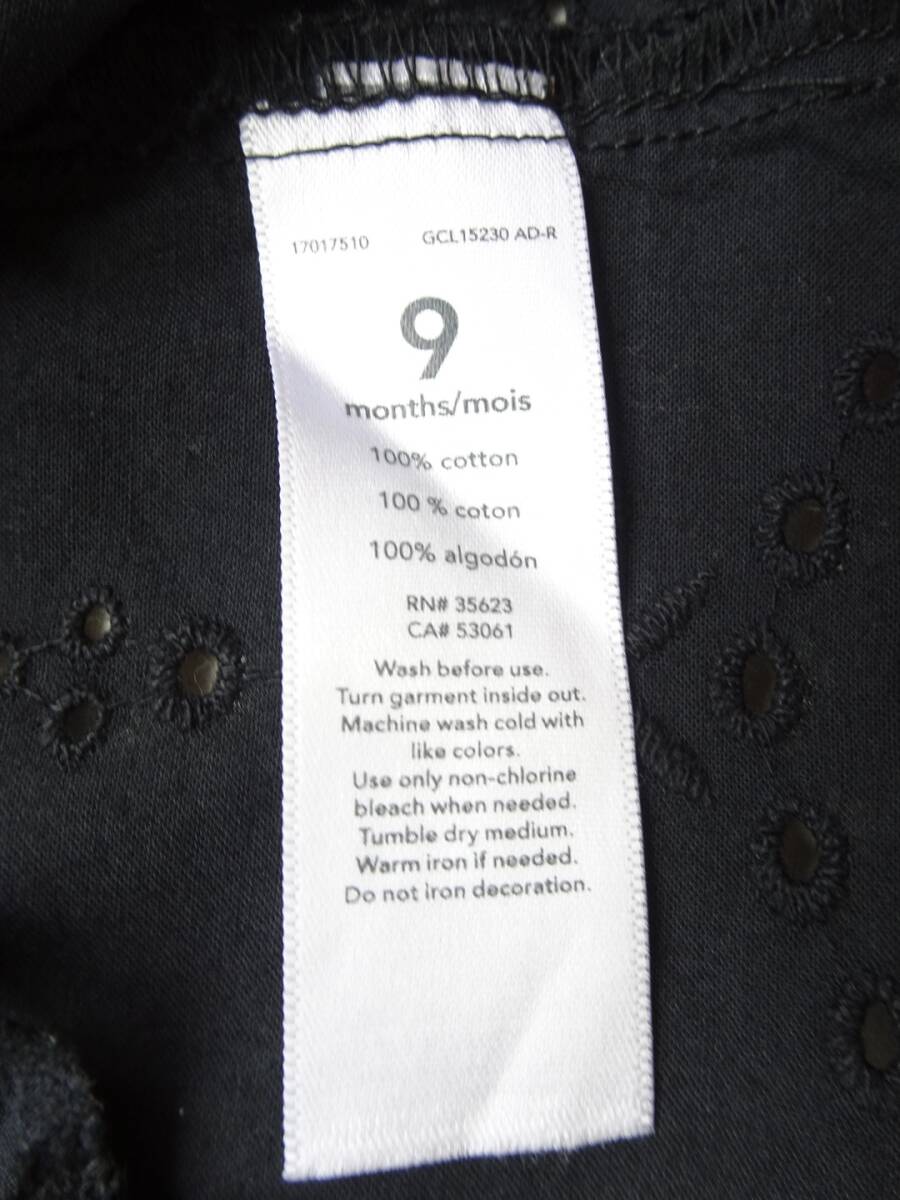 17017510 GCL15230 AD-R
9
months/mois
100% cotton
100 % coton
100% algodón
RN# 35623
CA# 53061
Wash before use.
Turn garment inside out.
Machine wash cold with
like colors.
Use only non-chlorine
bleach when needed.
Tumble dry medium.
Warm iron if needed.
Do not iron decoration.